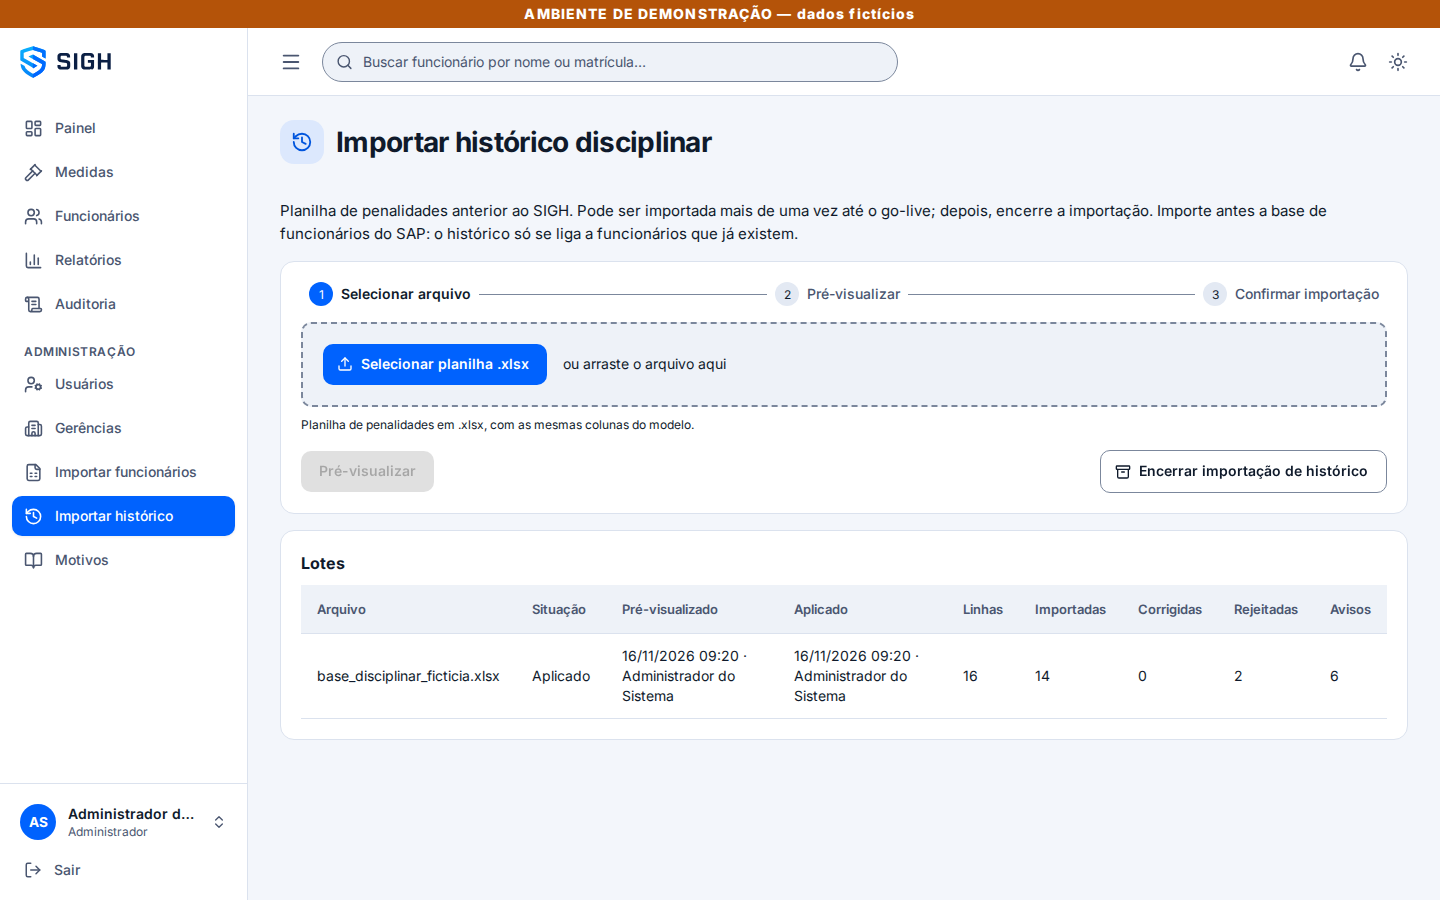 AMBIENTE DE DEMONSTRAÇÃO — dados fictícios
SIGH
Buscar funcionário por nome ou matrícula...
Painel
Medidas
Funcionários
Relatórios
Auditoria
ADMINISTRAÇÃO
Usuários
Gerências
Importar funcionários
Importar histórico
Motivos
AS
Administrador d...
Administrador
Sair
Importar histórico disciplinar
Planilha de penalidades anterior ao SIGH. Pode ser importada mais de uma vez até o go-live; depois, encerre a importação. Importe antes a base de
funcionários do SAP: o histórico só se liga a funcionários que já existem.
1 Selecionar arquivo 2 Pré-visualizar 3 Confirmar importação
Selecionar planilha .xlsx ou arraste o arquivo aqui
Planilha de penalidades em .xlsx, com as mesmas colunas do modelo.
Pré-visualizar Encerrar importação de histórico
Lotes
Arquivo Situação Pré-visualizado Aplicado Linhas Importadas Corrigidas Rejeitadas Avisos
base_disciplinar_ficticia.xlsx Aplicado 16/11/2026 09:20 · Administrador do Sistema 16/11/2026 09:20 · Administrador do Sistema 16 14 0 2 6